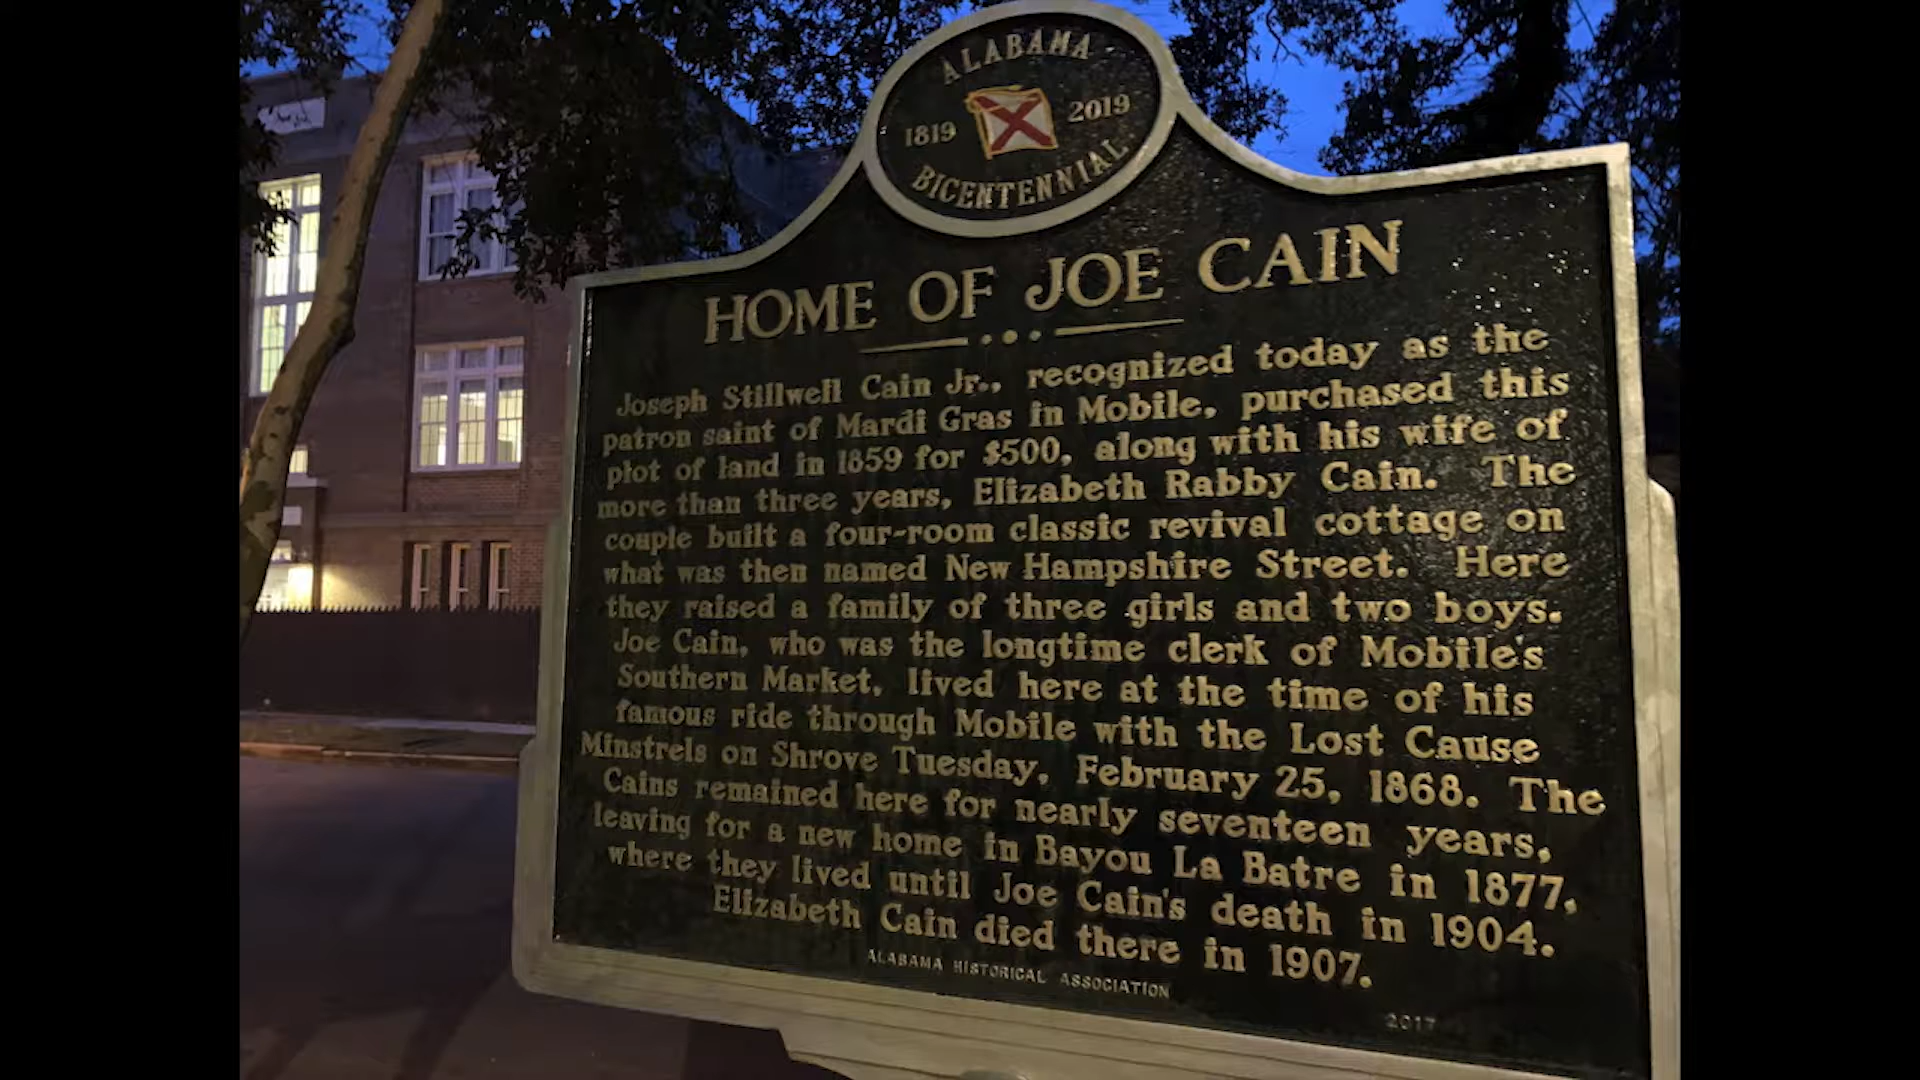 ALABAMA
1819 2019
BICENTENNIAL
HOME OF JOE CAIN
Joseph Stillwell Cain Jr., recognized today as the
patron saint of Mardi Gras in Mobile, purchased this
plot of land in 1859 for $500, along with his wife of
more than three years, Elizabeth Rabby Cain. The
couple built a four-room classic revival cottage on
what was then named New Hampshire Street. Here
they raised a family of three girls and two boys.
Joe Cain, who was the longtime clerk of Mobile's
Southern Market, lived here at the time of his
famous ride through Mobile with the Lost Cause
Minstrels on Shrove Tuesday, February 25, 1868. The
Cains remained here for nearly seventeen years,
leaving for a new home in Bayou La Batre in 1877,
where they lived until Joe Cain's death in 1904.
Elizabeth Cain died there in 1907.
ALABAMA HISTORICAL ASSOCIATION
2017